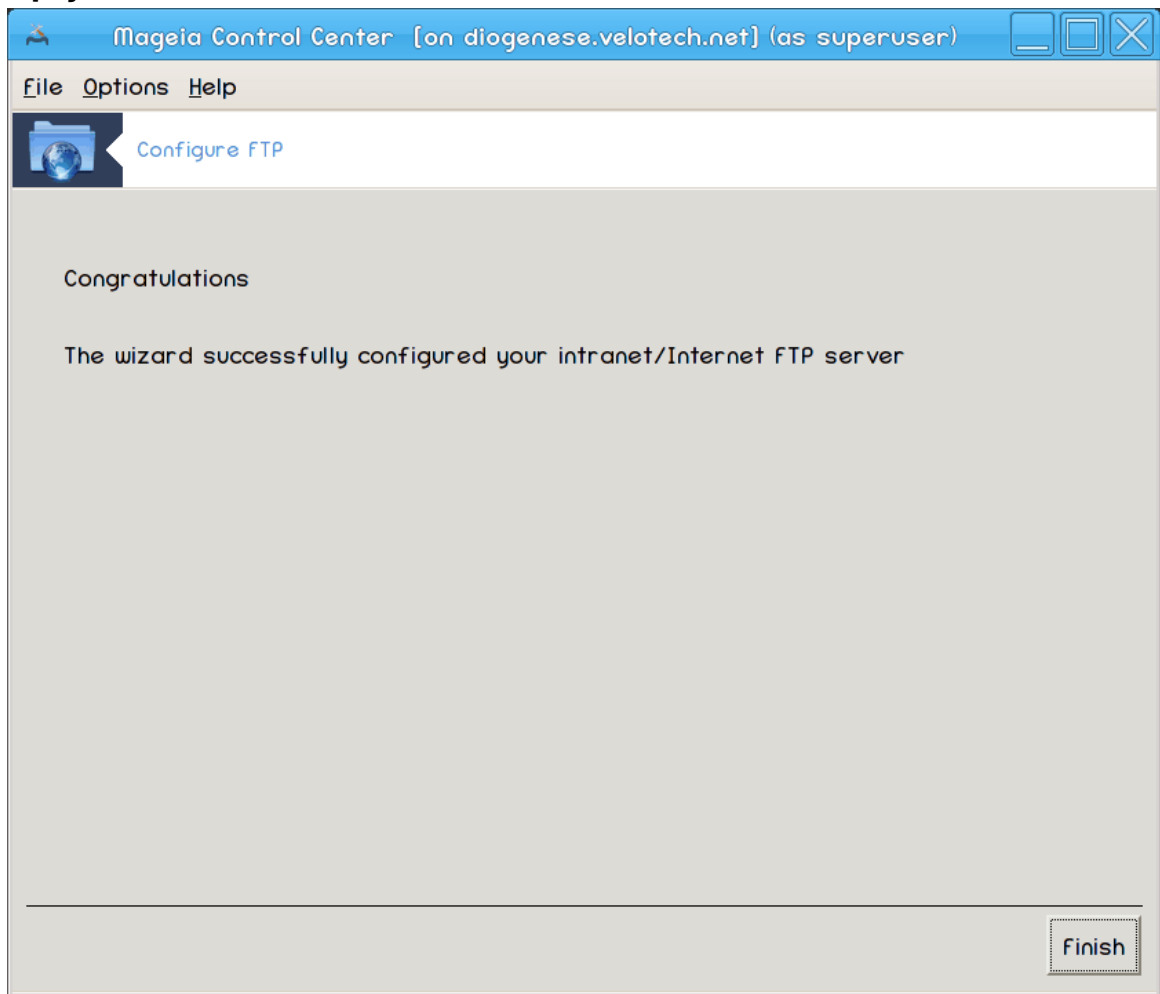 Mageia Control Center [on diogenese.velotech.net] (as superuser)
File Options Help
Configure FTP
Congratulations
The wizard successfully configured your intranet/Internet FTP server
Finish